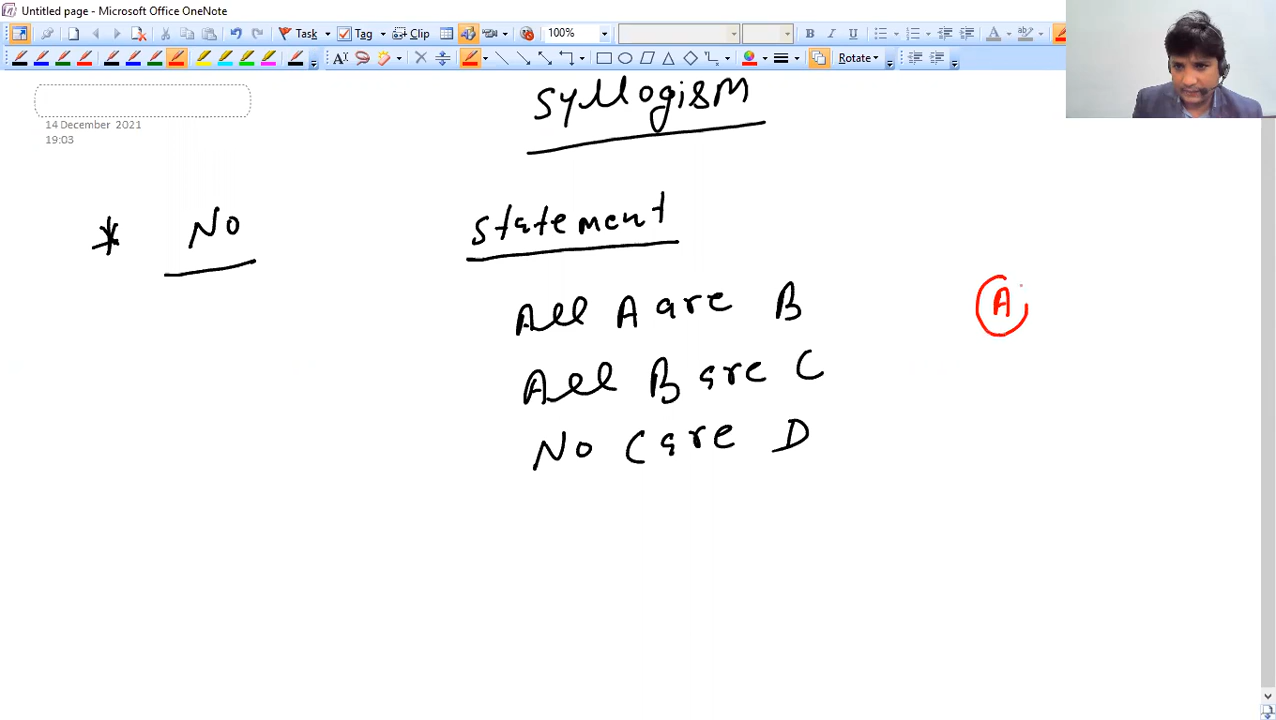 Untitled page - Microsoft Office OneNote
Task Tag Clip 100% B I U A ab
A Rotate
14 December 2021
19:03
syllogism
* No
statement
All A are B
A
All B are C
No C are D